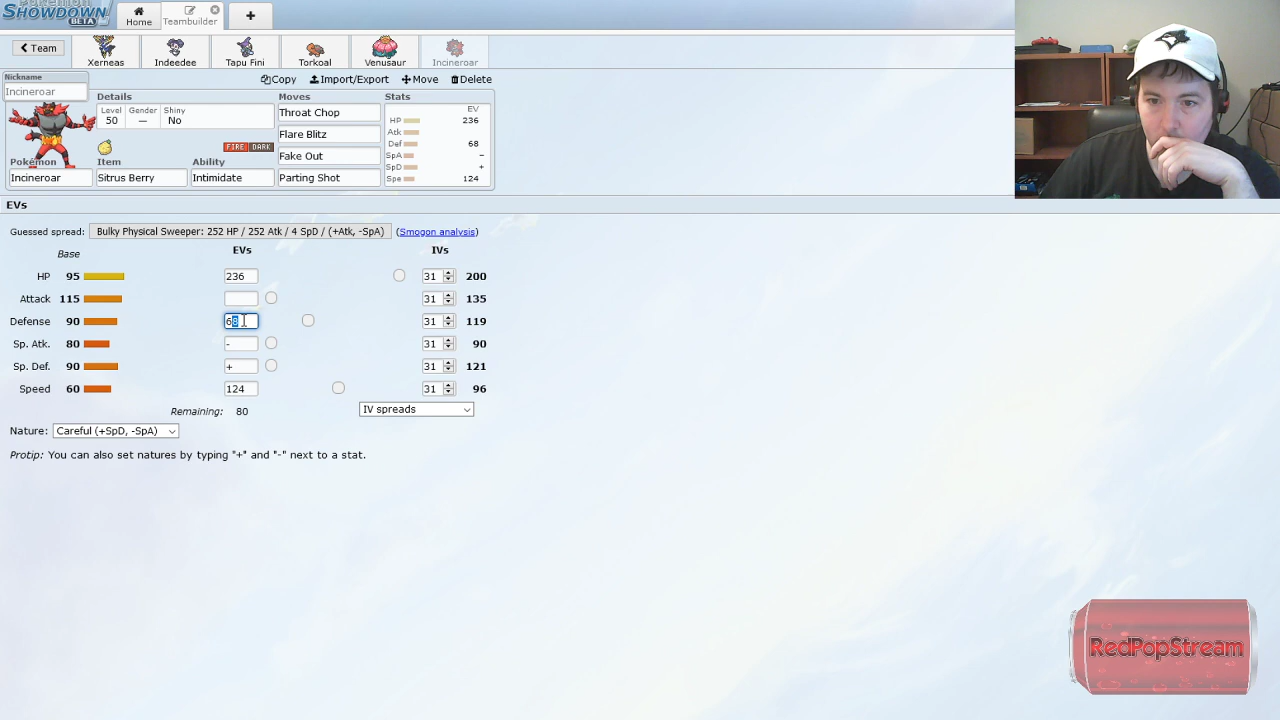 POKÉMON
SHOWDOWN
BETA
Home
Teambuilder
+
Team
Xerneas
Indeedee
Tapu Fini
Torkoal
Venusaur
Incineroar
Copy
Import/Export
Move
Delete
Nickname
Incineroar
Details
Level
50
Gender
—
Shiny
No
FIRE
DARK
Pokémon
Incineroar
Item
Sitrus Berry
Ability
Intimidate
Moves
Throat Chop
Flare Blitz
Fake Out
Parting Shot
Stats
EV
HP 236
Atk
Def 68
SpA –
SpD +
Spe 124
EVs
Guessed spread: Bulky Physical Sweeper: 252 HP / 252 Atk / 4 SpD / (+Atk, -SpA) (Smogon analysis)
Base EVs IVs
HP 95 236 31 200
Attack 115 31 135
Defense 90 68 31 119
Sp. Atk. 80 - 31 90
Sp. Def. 90 + 31 121
Speed 60 124 31 96
Remaining: 80 IV spreads
Nature: Careful (+SpD, -SpA)
Protip: You can also set natures by typing "+" and "-" next to a stat.
RedPopStream